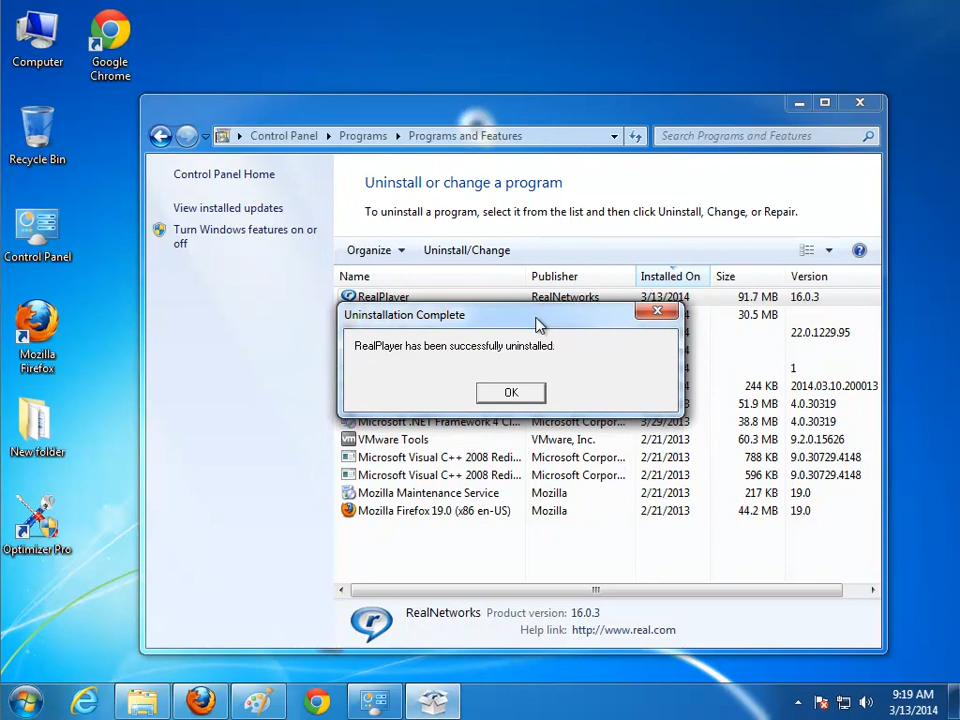 Computer
Google
Chrome
Recycle Bin
Control Panel
Mozilla
Firefox
New folder
Optimizer Pro
Control Panel
Programs
Programs and Features
Search Programs and Features
Control Panel Home
View installed updates
Turn Windows features on or
off
Uninstall or change a program
To uninstall a program, select it from the list and then click Uninstall, Change, or Repair.
Organize
Uninstall/Change
Name Publisher Installed On Size Version
RealPlayer RealNetworks 3/13/2014 91.7 MB 16.0.3
30.5 MB
22.0.1229.95
1
244 KB 2014.03.10.200013
51.9 MB 4.0.30319
Microsoft .NET Framework 4 Cl... Microsoft Corpor... 3/29/2013 38.8 MB 4.0.30319
VMware Tools VMware, Inc. 2/21/2013 60.3 MB 9.2.0.15626
Microsoft Visual C++ 2008 Redi... Microsoft Corpor... 2/21/2013 788 KB 9.0.30729.4148
Microsoft Visual C++ 2008 Redi... Microsoft Corpor... 2/21/2013 596 KB 9.0.30729.4148
Mozilla Maintenance Service Mozilla 2/21/2013 217 KB 19.0
Mozilla Firefox 19.0 (x86 en-US) Mozilla 2/21/2013 44.2 MB 19.0
Uninstallation Complete
RealPlayer has been successfully uninstalled.
OK
RealNetworks Product version: 16.0.3
Help link: http://www.real.com
9:19 AM
3/13/2014